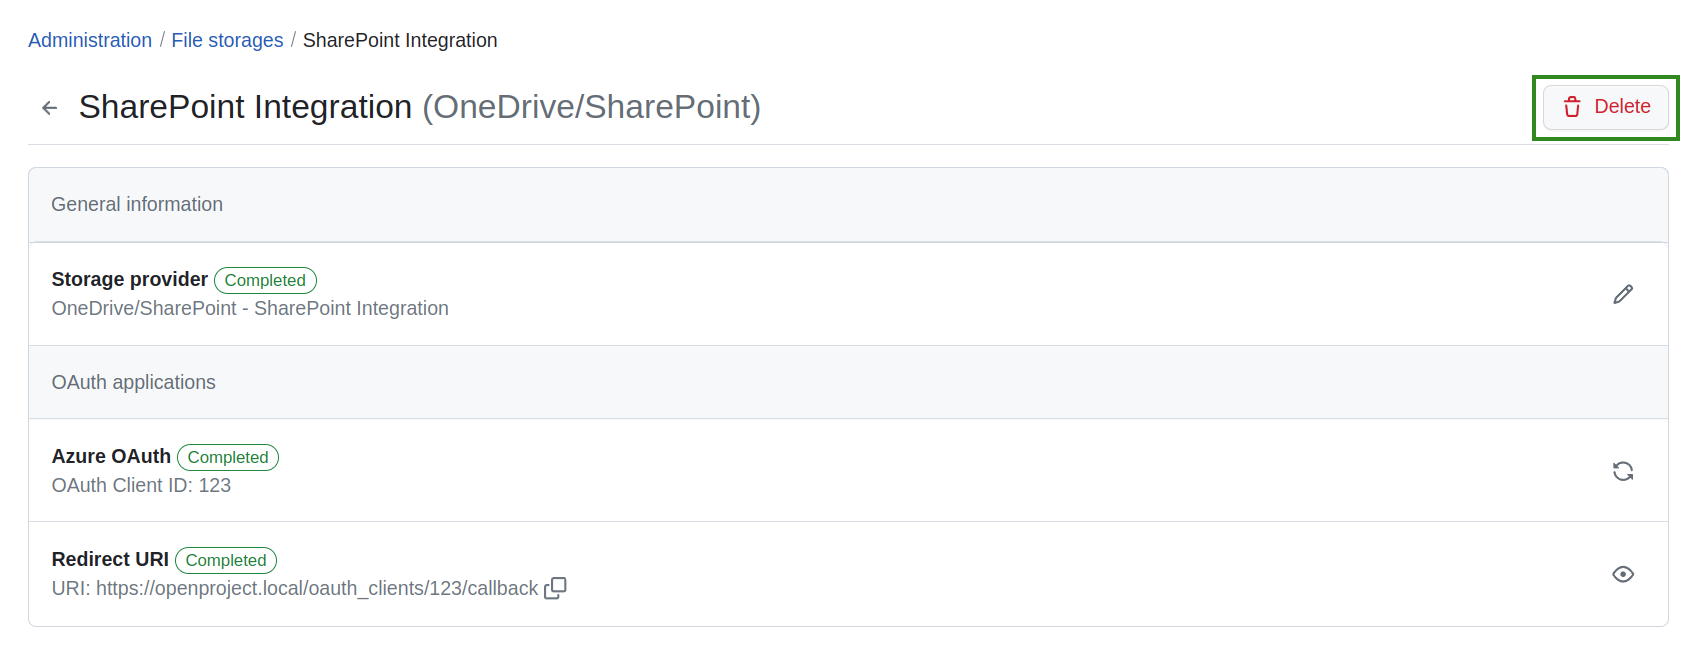 Administration / File storages / SharePoint Integration
SharePoint Integration (OneDrive/SharePoint)
Delete
General information
Storage provider Completed
OneDrive/SharePoint - SharePoint Integration
OAuth applications
Azure OAuth Completed
OAuth Client ID: 123
Redirect URI Completed
URI: https://openproject.local/oauth_clients/123/callback